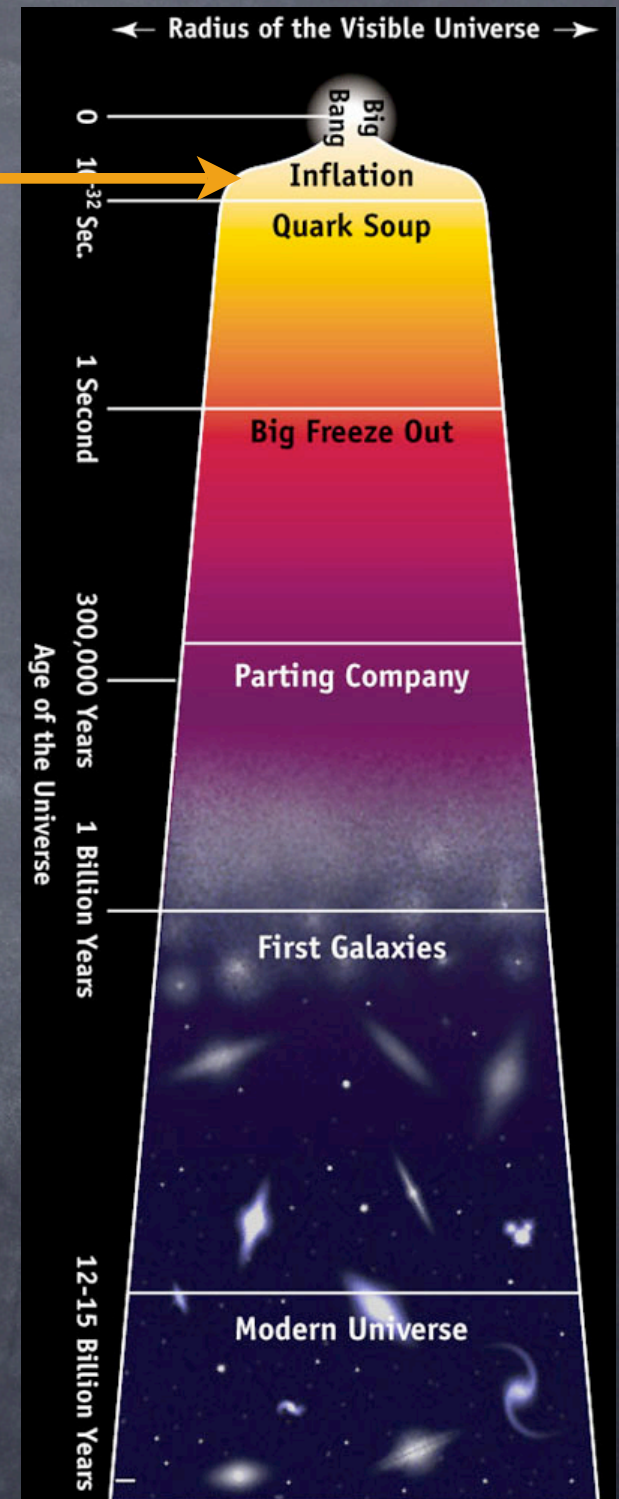 Radius of the Visible Universe
0
Big
Bang
Inflation
10-32 Sec.
Quark Soup
1 Second
Big Freeze Out
300,000 Years
Parting Company
Age of the Universe
1 Billion Years
First Galaxies
12-15 Billion Years
Modern Universe